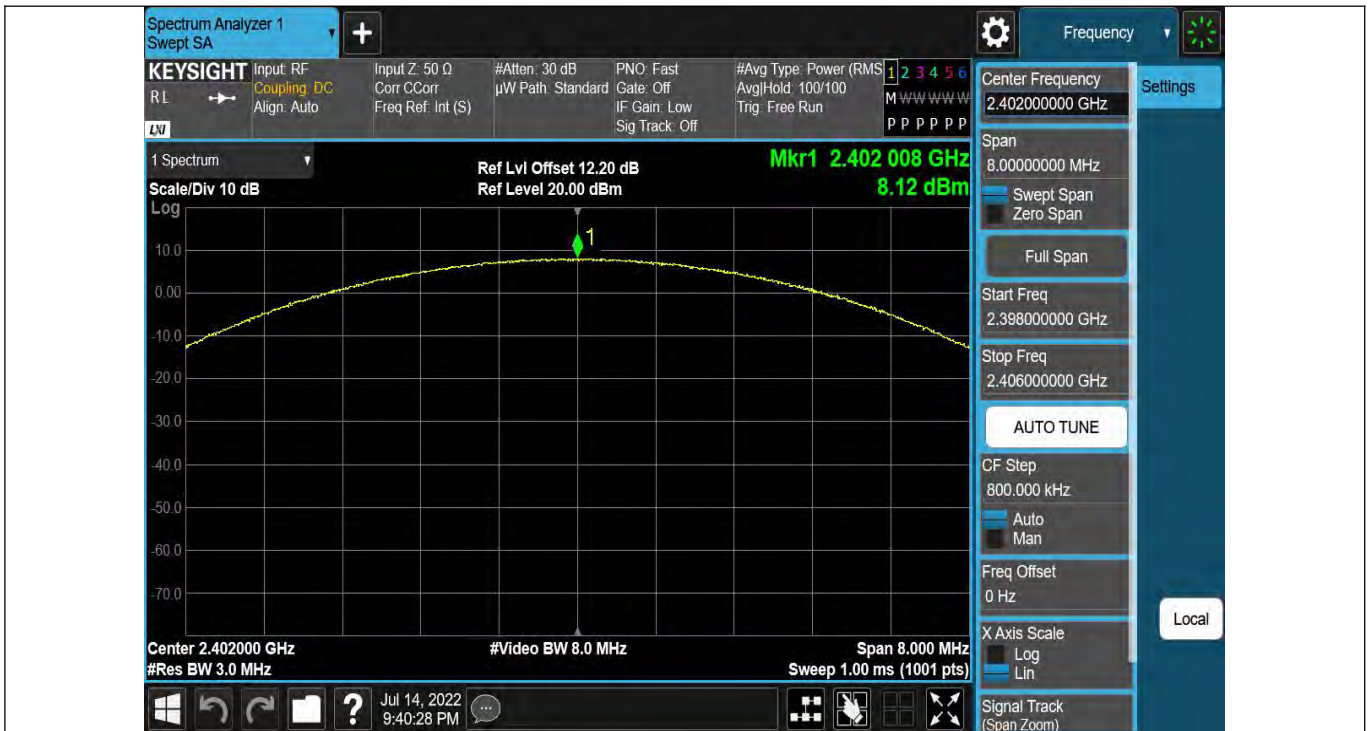 Spectrum Analyzer 1
Swept SA
Frequency
KEYSIGHT
R L
LXI
Input: RF
Coupling: DC
Align: Auto
Input Z: 50 Ω
Corr CCorr
Freq Ref: Int (S)
#Atten: 30 dB
µW Path: Standard
PNO: Fast
Gate: Off
IF Gain: Low
Sig Track: Off
#Avg Type: Power (RMS
Avg|Hold: 100/100
Trig: Free Run
1 2 3 4 5 6
M W W W W W
P P P P P P
1 Spectrum
Scale/Div 10 dB
Log
Ref Lvl Offset 12.20 dB
Ref Level 20.00 dBm
Mkr1 2.402 008 GHz
8.12 dBm
1
10.0
0.00
-10.0
-20.0
-30.0
-40.0
-50.0
-60.0
-70.0
Center 2.402000 GHz
#Res BW 3.0 MHz
#Video BW 8.0 MHz
Span 8.000 MHz
Sweep 1.00 ms (1001 pts)
Jul 14, 2022
9:40:28 PM
Center Frequency
2.402000000 GHz
Settings
Span
8.00000000 MHz
Swept Span
Zero Span
Full Span
Start Freq
2.398000000 GHz
Stop Freq
2.406000000 GHz
AUTO TUNE
CF Step
800.000 kHz
Auto
Man
Freq Offset
0 Hz
X Axis Scale
Log
Lin
Local
Signal Track
(Span Zoom)